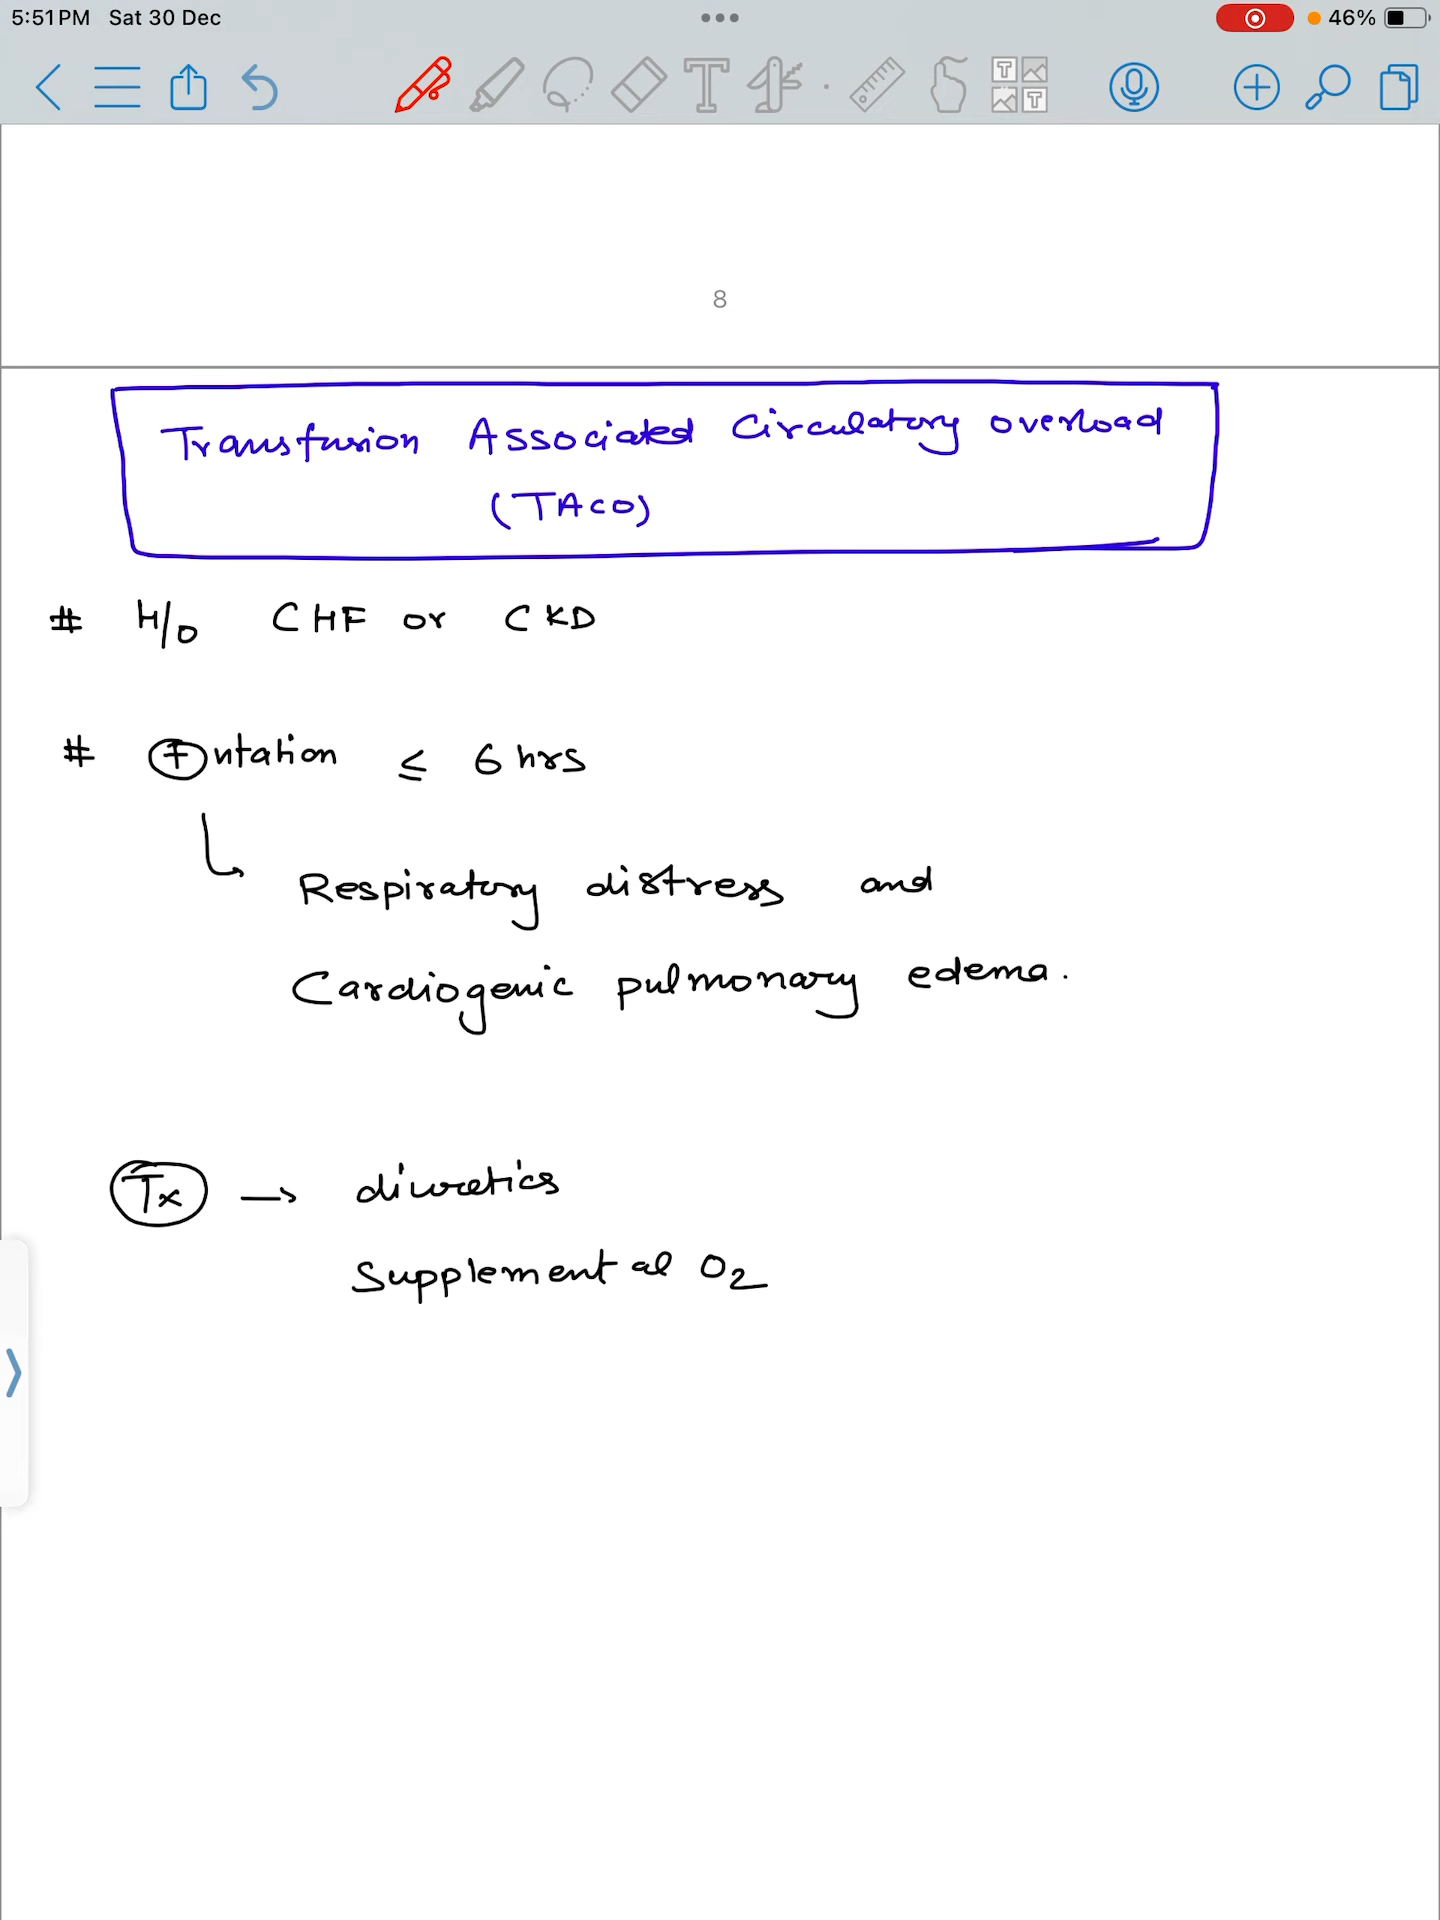 5:51 PM Sat 30 Dec
46%
8
Transfusion Associated Circulatory overload
(TACO)
# H/O CHF or CKD
# +ntation ≤ 6 hrs
Respiratory distress and
Cardiogenic pulmonary edema.
Tx → diuretics
Supplemental O2